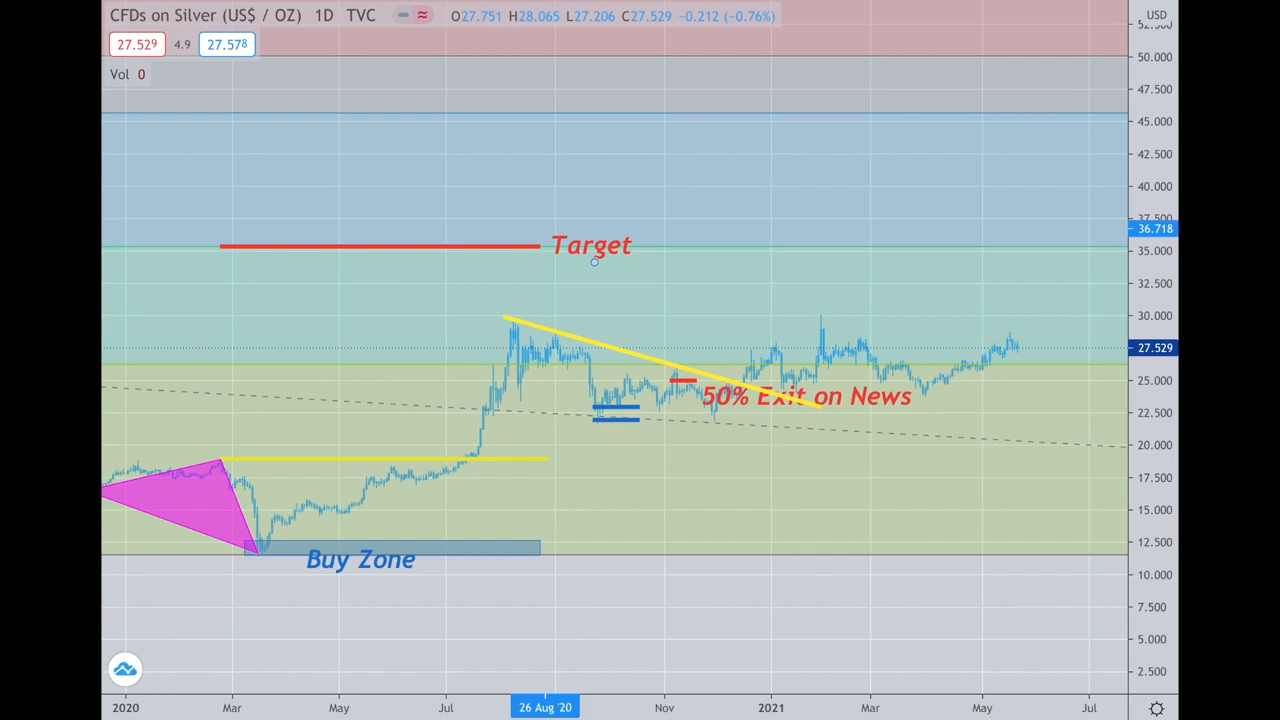 CFDs on Silver (US$ / OZ) 1D TVC O27.751 H28.065 L27.206 C27.529 −0.212 (−0.76%)
USD
27.529 4.9 27.578
Vol 0
52.500
50.000
47.500
45.000
42.500
40.000
37.500
36.718
35.000
32.500
30.000
27.529
25.000
22.500
20.000
17.500
15.000
12.500
10.000
7.500
5.000
2.500
Target
50% Exit on News
Buy Zone
2020 Mar May Jul 26 Aug '20 Nov 2021 Mar May Jul